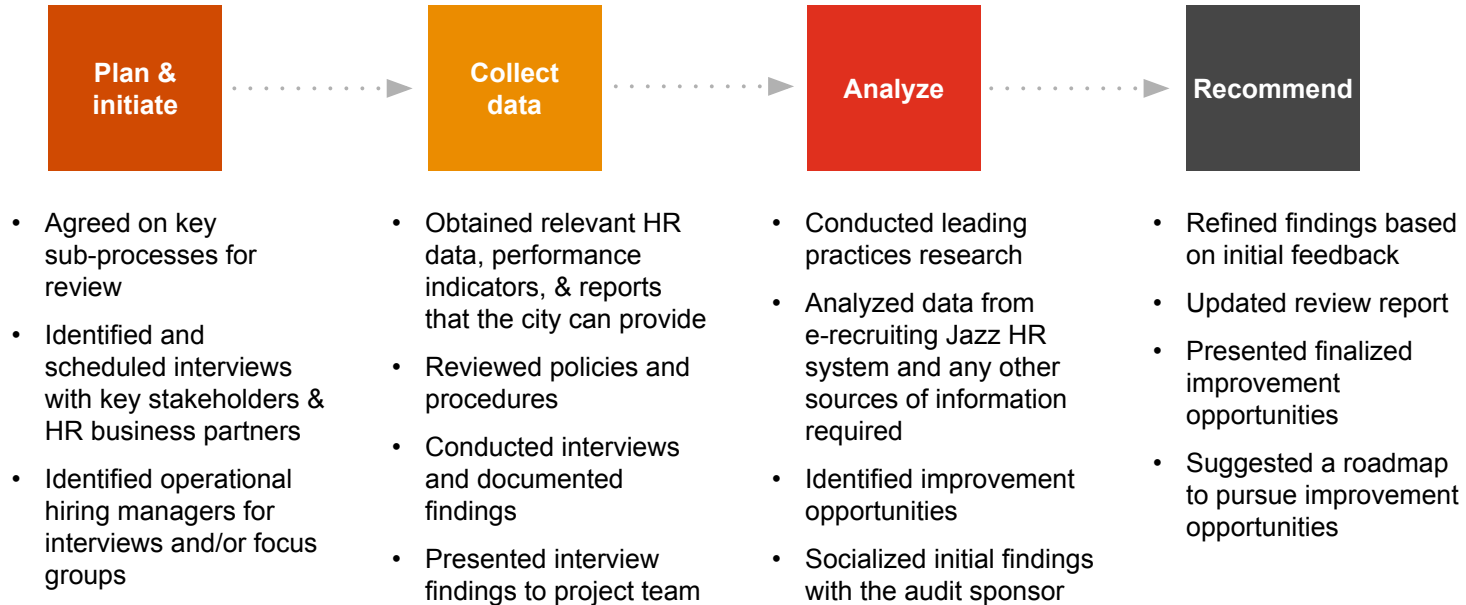 Plan &
initiate
Collect
data
Analyze
Recommend
• Agreed on key
sub-processes for
review
• Identified and
scheduled interviews
with key stakeholders &
HR business partners
• Identified operational
hiring managers for
interviews and/or focus
groups
• Obtained relevant HR
data, performance
indicators, & reports
that the city can provide
• Reviewed policies and
procedures
• Conducted interviews
and documented
findings
• Presented interview
findings to project team
• Conducted leading
practices research
• Analyzed data from
e-recruiting Jazz HR
system and any other
sources of information
required
• Identified improvement
opportunities
• Socialized initial findings
with the audit sponsor
• Refined findings based
on initial feedback
• Updated review report
• Presented finalized
improvement
opportunities
• Suggested a roadmap
to pursue improvement
opportunities